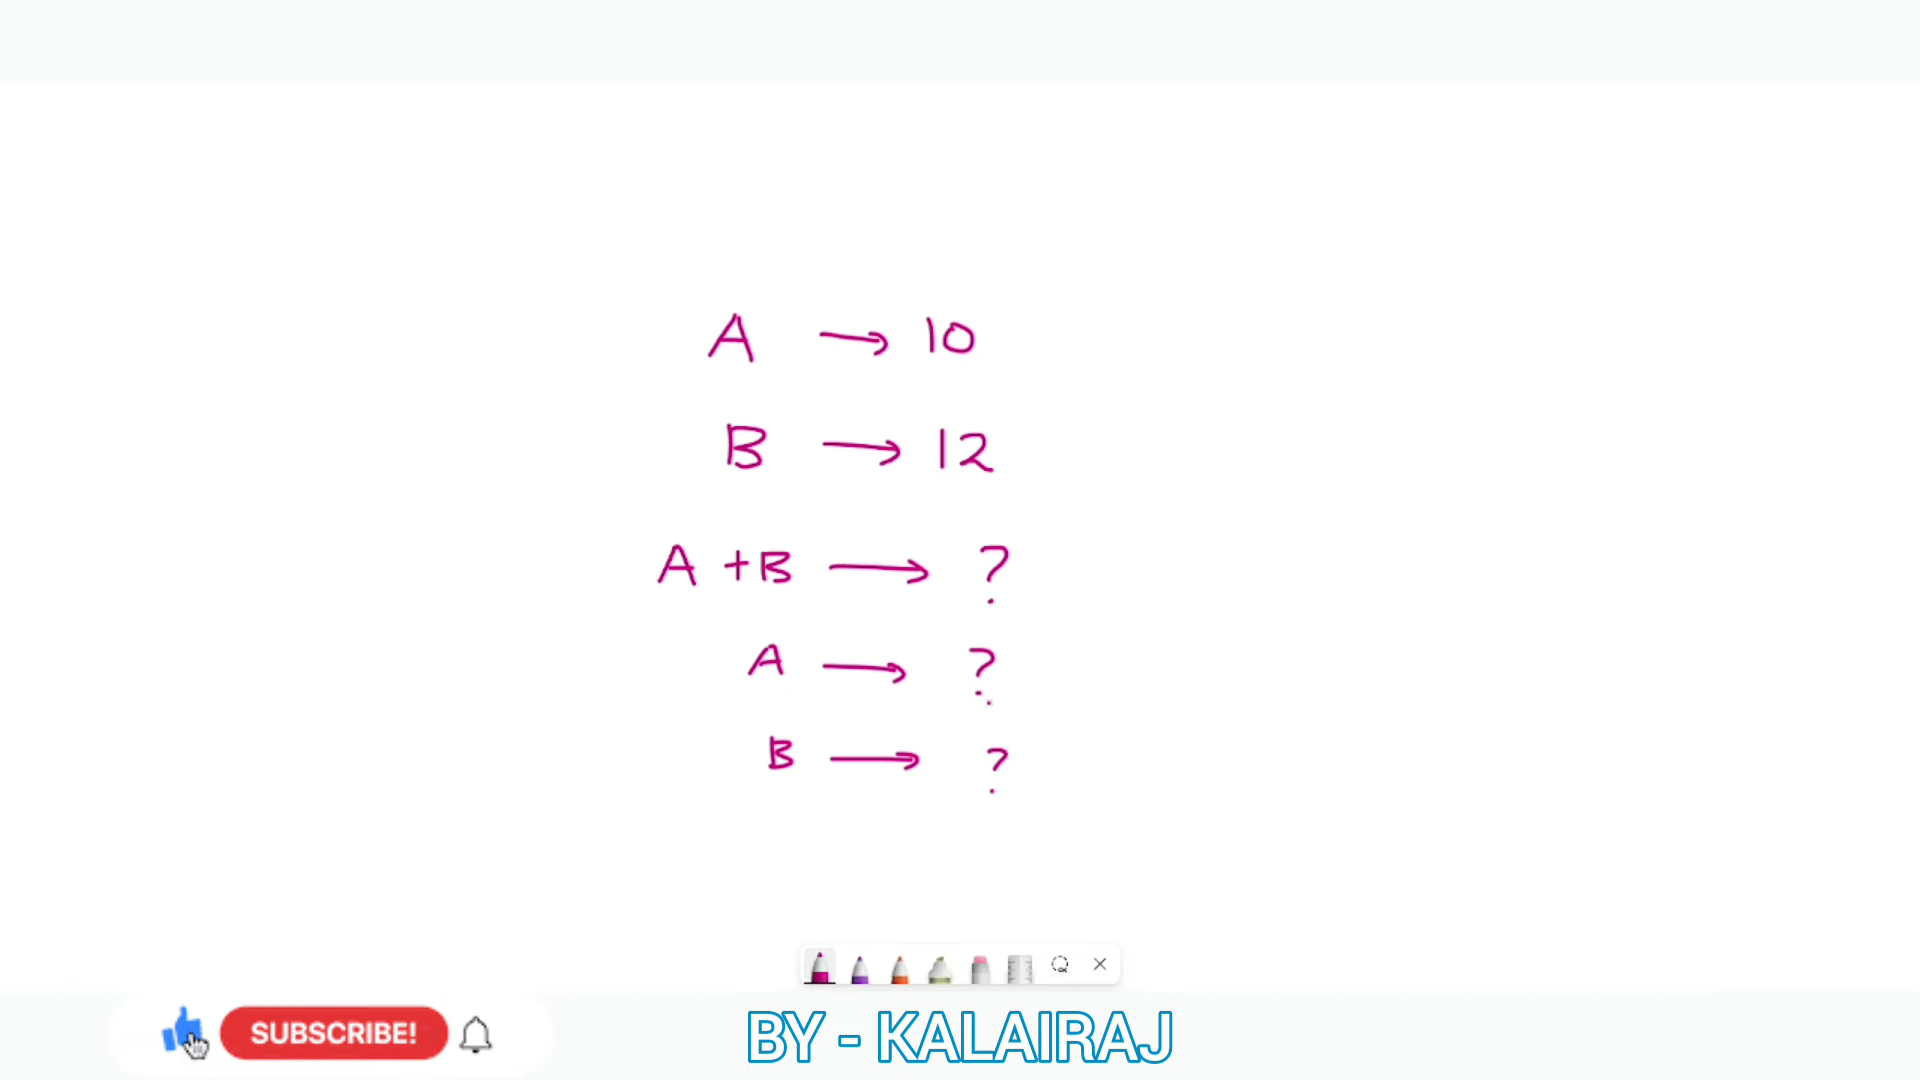 A → 10
B → 12
A + B → ?
A → ?
B → ?
SUBSCRIBE!
BY - KALAIRAJ